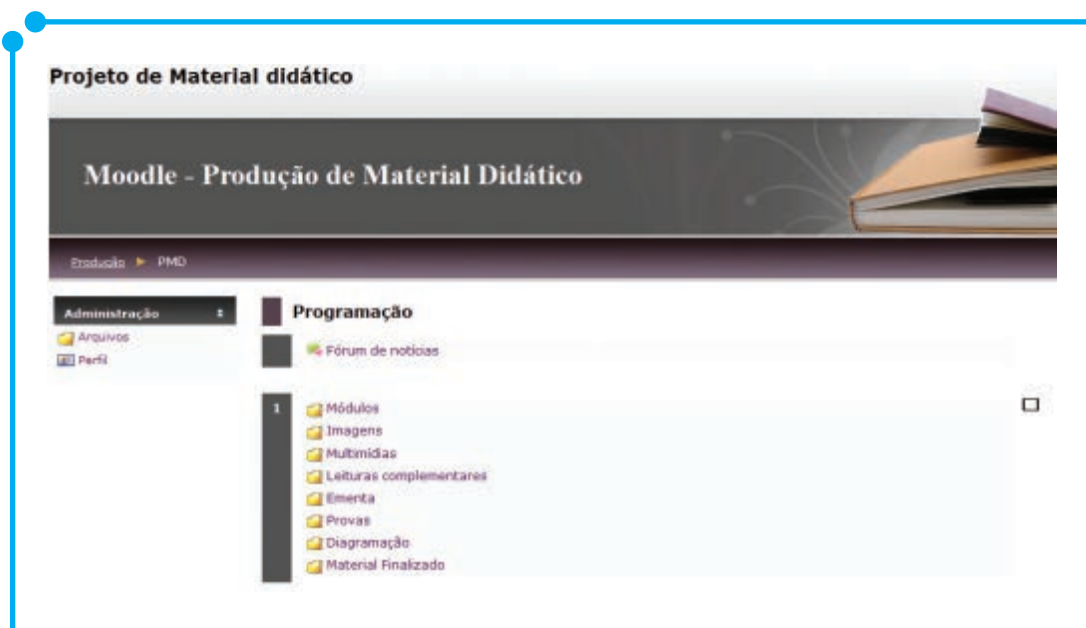 Projeto de Material didático
Moodle - Produção de Material Didático
Produção ► PMD
Administração
Arquivos
Perfil
Programação
Fórum de notícias
1
Módulos
Imagens
Multimídias
Leituras complementares
Ementa
Provas
Diagramação
Material Finalizado